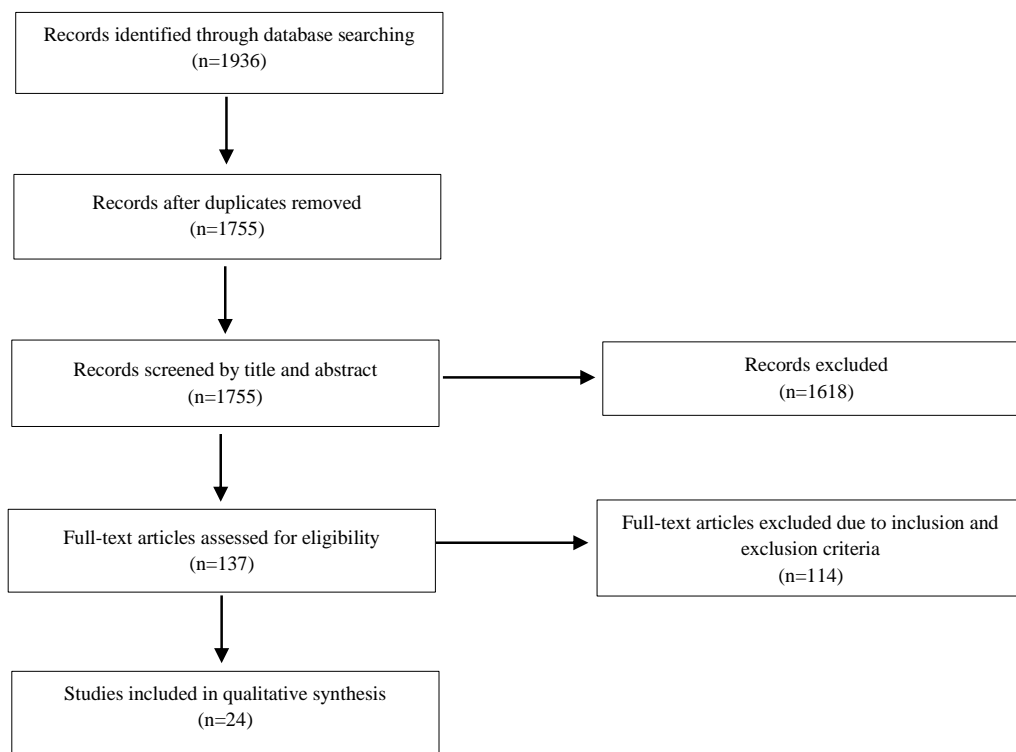 Records identified through database searching
(n=1936)
Records after duplicates removed
(n=1755)
Records screened by title and abstract
(n=1755)
Records excluded
(n=1618)
Full-text articles assessed for eligibility
(n=137)
Full-text articles excluded due to inclusion and
exclusion criteria
(n=114)
Studies included in qualitative synthesis
(n=24)